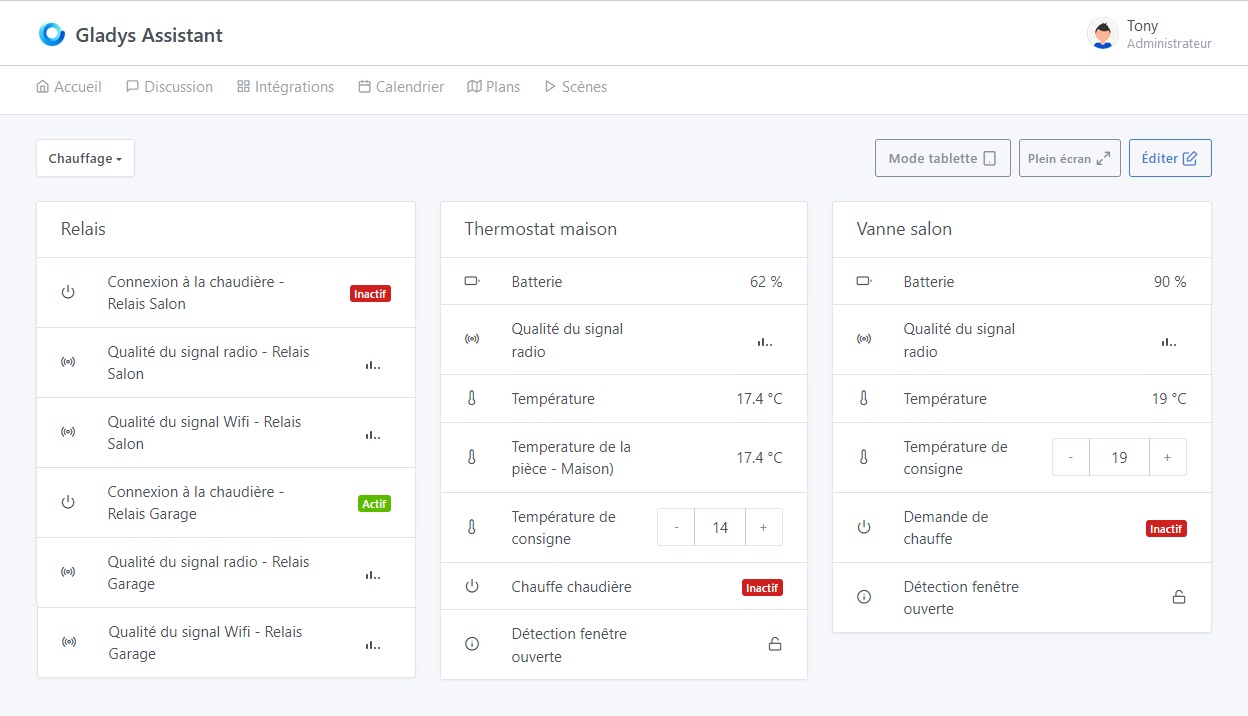 Gladys Assistant
Tony
Administrateur
Accueil
Discussion
Intégrations
Calendrier
Plans
Scènes
Chauffage
Mode tablette
Plein écran
Éditer
Relais
Connexion à la chaudière -
Relais Salon
Inactif
Qualité du signal radio - Relais
Salon
Qualité du signal Wifi - Relais
Salon
Connexion à la chaudière -
Relais Garage
Actif
Qualité du signal radio - Relais
Garage
Qualité du signal Wifi - Relais
Garage
Thermostat maison
Batterie
62 %
Qualité du signal
radio
Température
17.4 °C
Temperature de la
pièce - Maison)
17.4 °C
Température de
consigne
- 14 +
Chauffe chaudière
Inactif
Détection fenêtre
ouverte
Vanne salon
Batterie
90 %
Qualité du signal
radio
Température
19 °C
Température de
consigne
- 19 +
Demande de
chauffe
Inactif
Détection fenêtre
ouverte